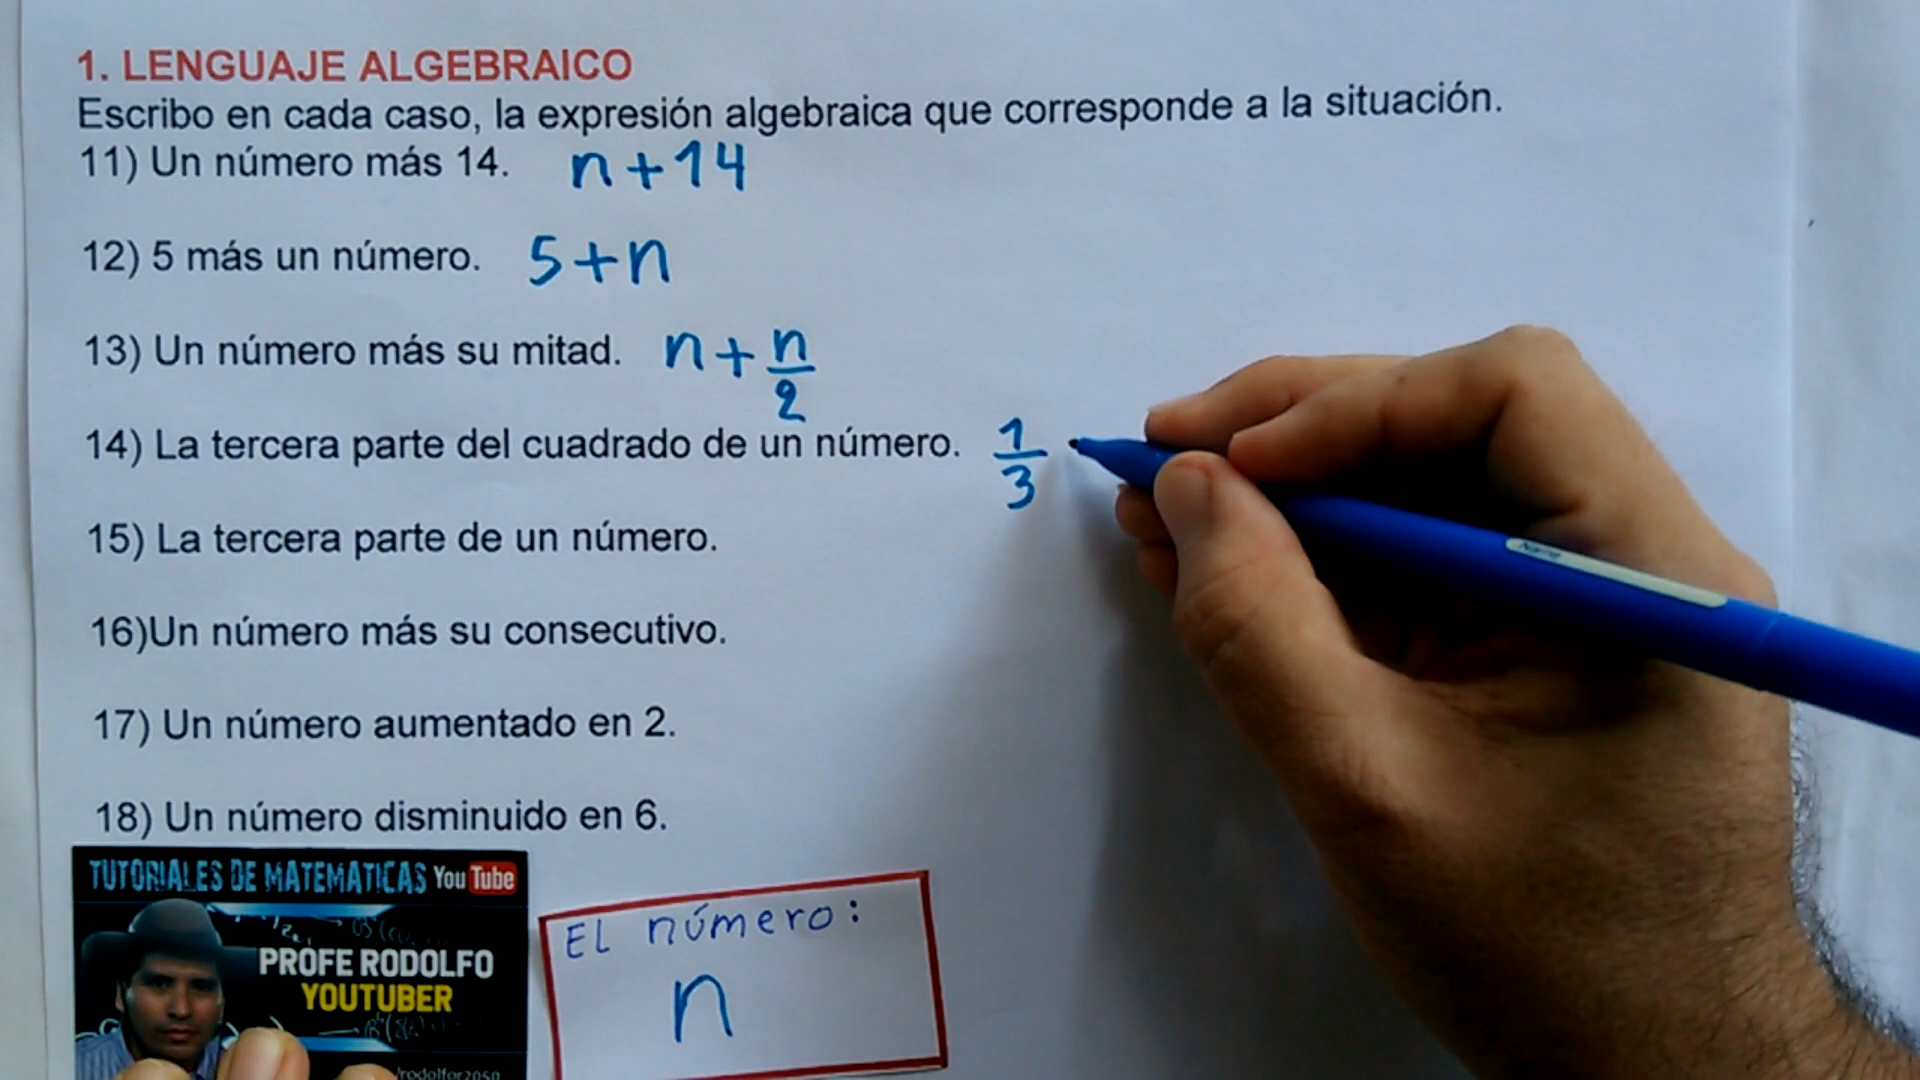 1. LENGUAJE ALGEBRAICO
Escribo en cada caso, la expresión algebraica que corresponde a la situación.
11) Un número más 14. n+14
12) 5 más un número. 5+n
13) Un número más su mitad. n+n/2
14) La tercera parte del cuadrado de un número. 1/3
15) La tercera parte de un número.
16)Un número más su consecutivo.
17) Un número aumentado en 2.
18) Un número disminuido en 6.
TUTORIALES DE MATEMATICAS YouTube
PROFE RODOLFO
YOUTUBER
/rodolfor2050
El número:
n